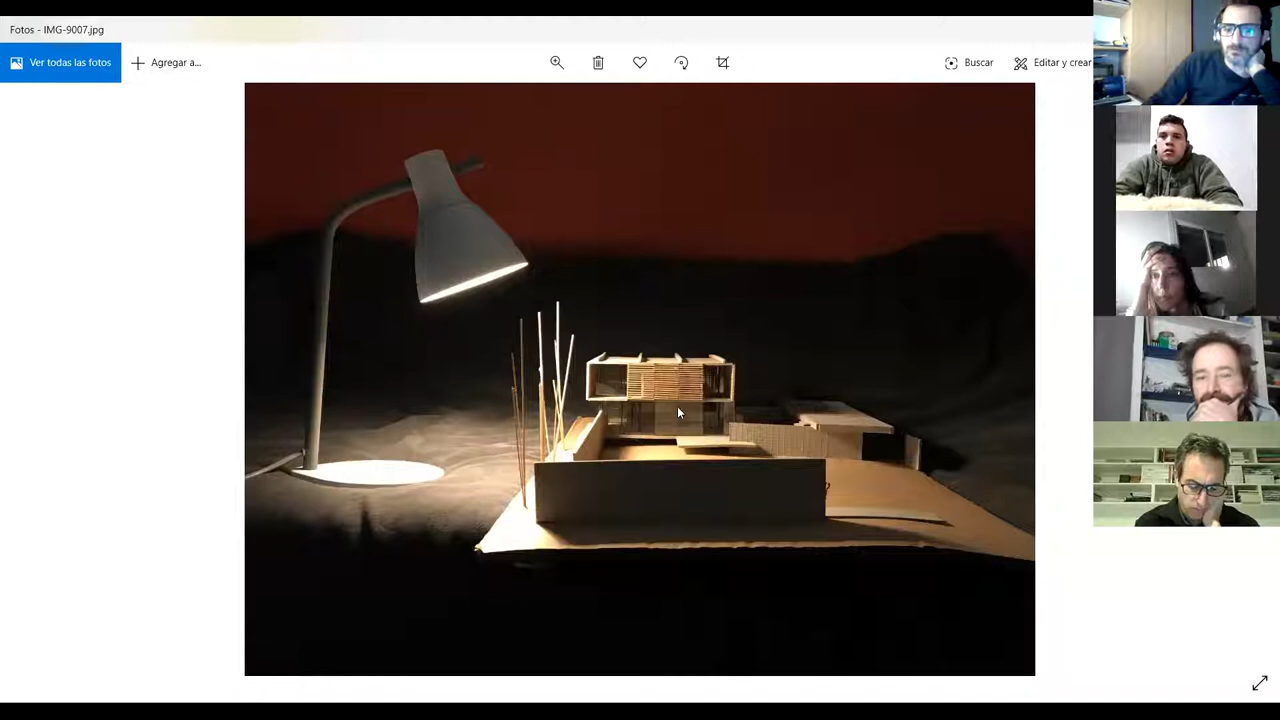 Fotos - IMG-9007.jpg
Ver todas las fotos
Agregar a...
Buscar
Editar y crear